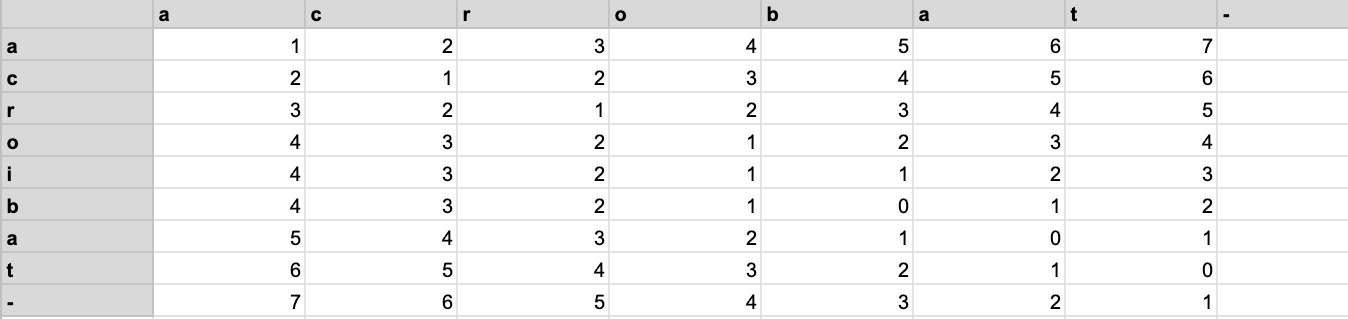 a c r o b a t -
a 1 2 3 4 5 6 7
c 2 1 2 3 4 5 6
r 3 2 1 2 3 4 5
o 4 3 2 1 2 3 4
i 4 3 2 1 1 2 3
b 4 3 2 1 0 1 2
a 5 4 3 2 1 0 1
t 6 5 4 3 2 1 0
- 7 6 5 4 3 2 1